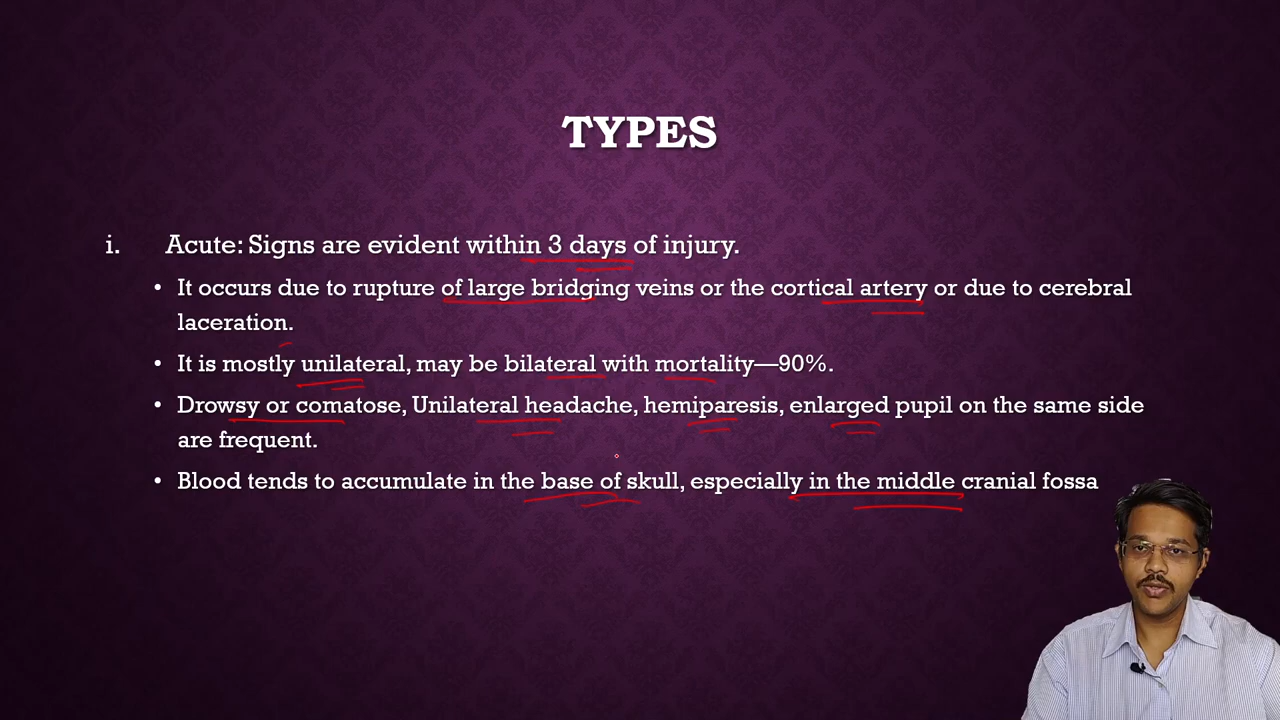 TYPES
i. Acute: Signs are evident within 3 days of injury.
• It occurs due to rupture of large bridging veins or the cortical artery or due to cerebral
laceration.
• It is mostly unilateral, may be bilateral with mortality—90%.
• Drowsy or comatose, Unilateral headache, hemiparesis, enlarged pupil on the same side
are frequent.
• Blood tends to accumulate in the base of skull, especially in the middle cranial fossa